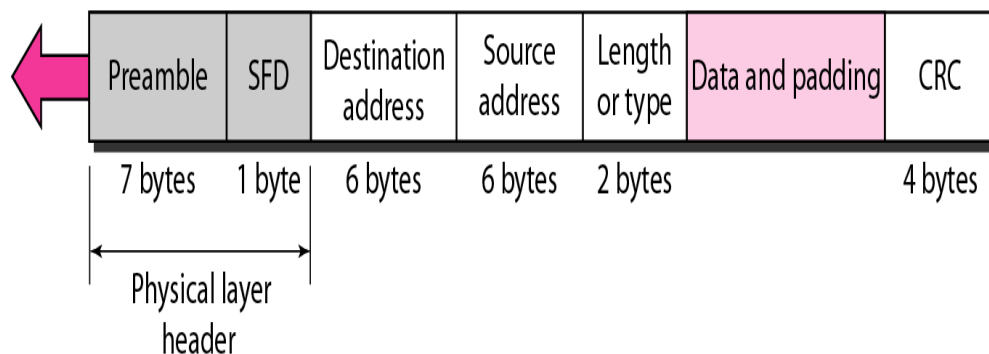 Preamble
SFD
Destination
address
Source
address
Length
or type
Data and padding
CRC
7 bytes
1 byte
6 bytes
6 bytes
2 bytes
4 bytes
Physical layer
header